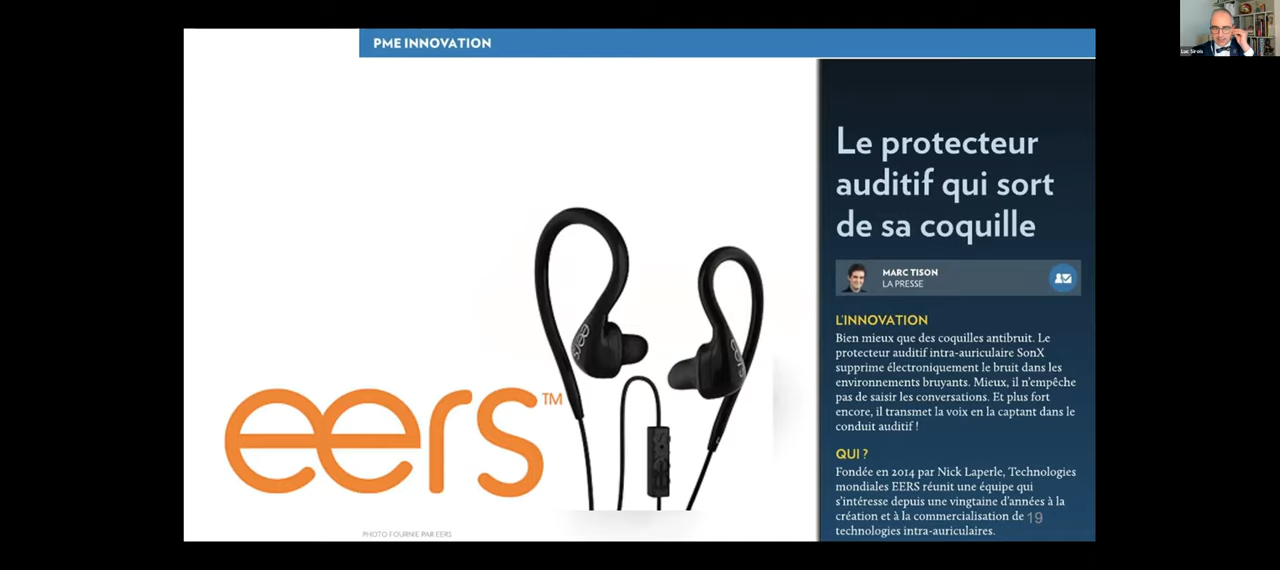 PME INNOVATION
Luc Sirois
Le protecteur
auditif qui sort
de sa coquille
MARC TISON
LA PRESSE
L'INNOVATION
Bien mieux que des coquilles antibruit. Le
protecteur auditif intra-auriculaire SonX
supprime électroniquement le bruit dans les
environnements bruyants. Mieux, il n'empêche
pas de saisir les conversations. Et plus fort
encore, il transmet la voix en la captant dans le
conduit auditif !
QUI ?
Fondée en 2014 par Nick Laperle, Technologies
mondiales EERS réunit une équipe qui
s'intéresse depuis une vingtaine d'années à la
création et à la commercialisation de 19
technologies intra-auriculaires.
eers™
eers
eers
PHOTO FOURNIE PAR EERS